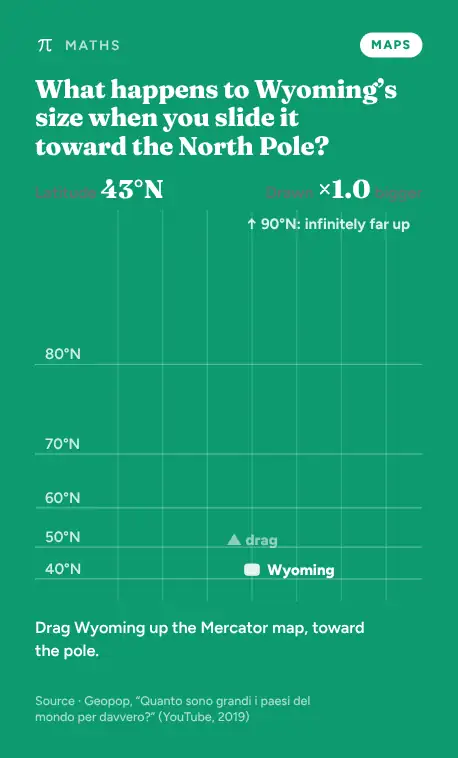 π MATHS
MAPS
What happens to Wyoming’s
size when you slide it
toward the North Pole?
Latitude 43°N
Drawn ×1.0 bigger
↑ 90°N: infinitely far up
80°N
70°N
60°N
50°N
▲ drag
40°N
Wyoming
Drag Wyoming up the Mercator map, toward
the pole.
Source · Geopop, “Quanto sono grandi i paesi del
mondo per davvero?” (YouTube, 2019)